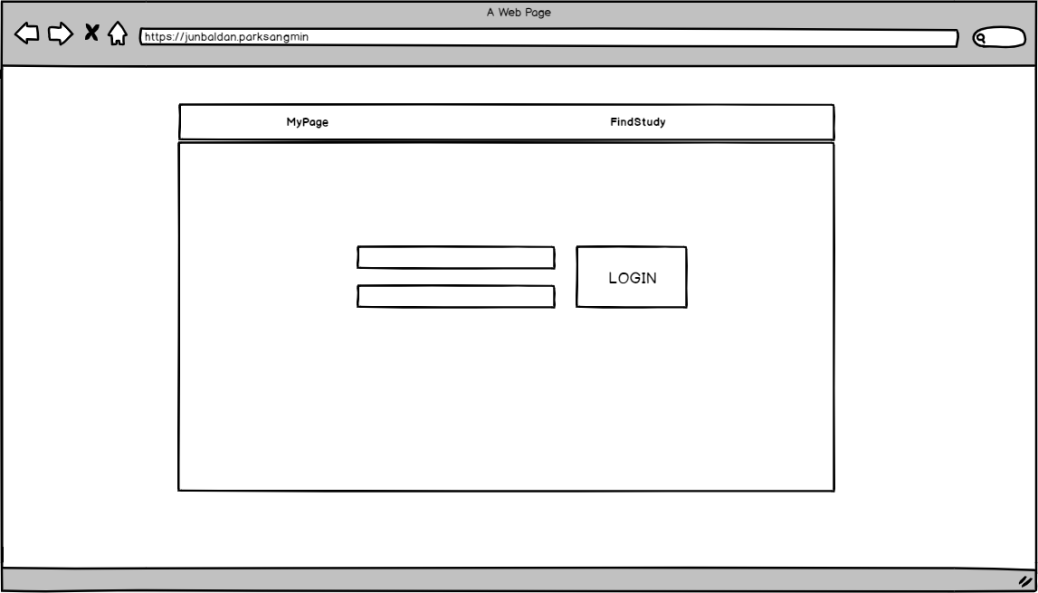 A Web Page
https://junbaldan.parksangmin
MyPage FindStudy
LOGIN